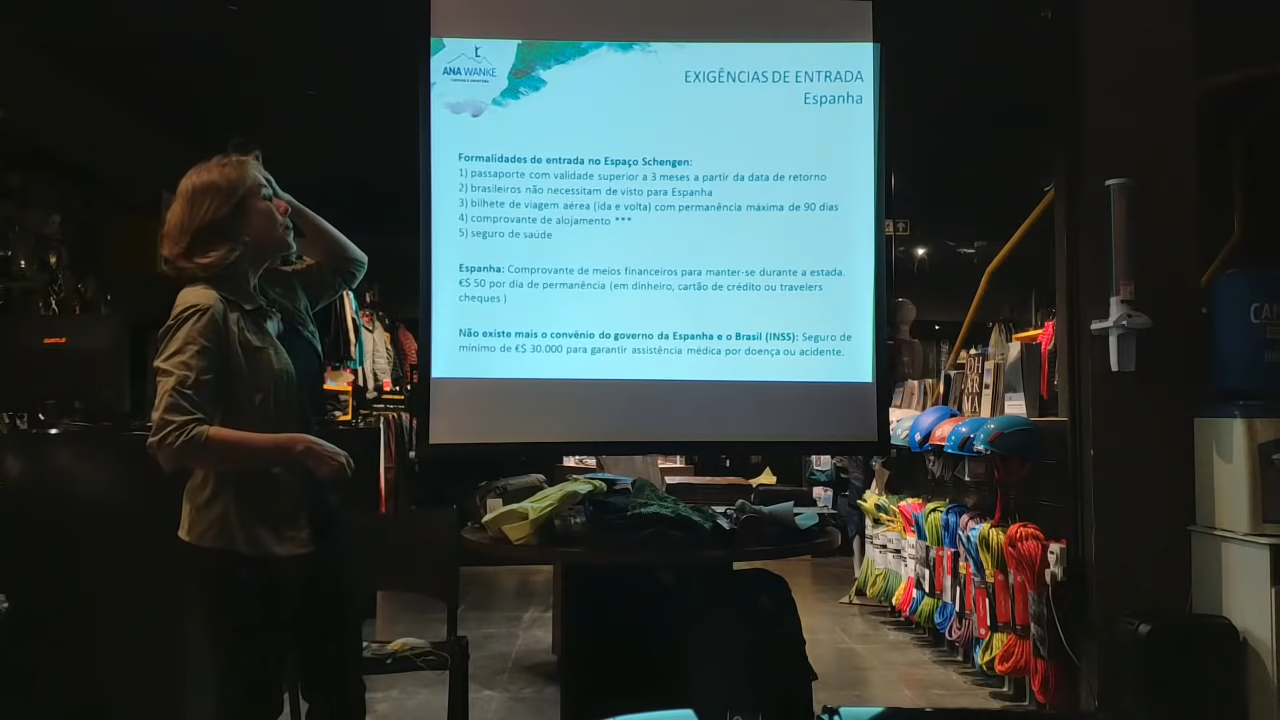 ANA WANKE
EXIGÊNCIAS DE ENTRADA
Espanha
Formalidades de entrada no Espaço Schengen:
1) passaporte com validade superior a 3 meses a partir da data de retorno
2) brasileiros não necessitam de visto para Espanha
3) bilhete de viagem aérea (ida e volta) com permanência máxima de 90 dias
4) comprovante de alojamento ***
5) seguro de saúde
Espanha: Comprovante de meios financeiros para manter-se durante a estada.
€$ 50 por dia de permanência (em dinheiro, cartão de crédito ou travelers
cheques )
Não existe mais o convênio do governo da Espanha e o Brasil (INSS): Seguro de
mínimo de €$ 30.000 para garantir assistência médica por doença ou acidente.
DH
AR
MA